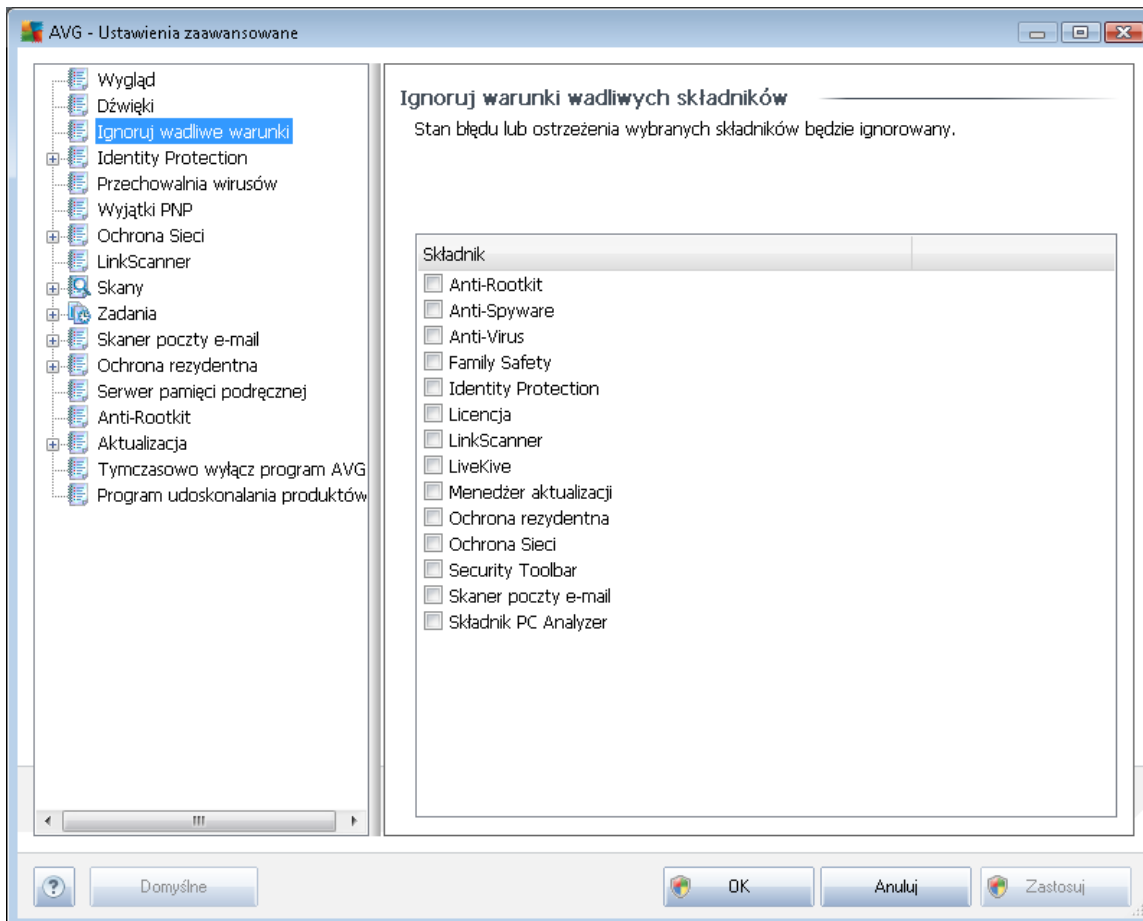 AVG - Ustawienia zaawansowane
Wygląd
Dźwięki
Ignoruj wadliwe warunki
Identity Protection
Przechowalnia wirusów
Wyjątki PNP
Ochrona Sieci
LinkScanner
Skany
Zadania
Skaner poczty e-mail
Ochrona rezydentna
Serwer pamięci podręcznej
Anti-Rootkit
Aktualizacja
Tymczasowo wyłącz program AVG
Program udoskonalania produktów
Ignoruj warunki wadliwych składników
Stan błędu lub ostrzeżenia wybranych składników będzie ignorowany.
Składnik
Anti-Rootkit
Anti-Spyware
Anti-Virus
Family Safety
Identity Protection
Licencja
LinkScanner
LiveKive
Menedżer aktualizacji
Ochrona rezydentna
Ochrona Sieci
Security Toolbar
Skaner poczty e-mail
Składnik PC Analyzer
? Domyślne OK Anuluj Zastosuj